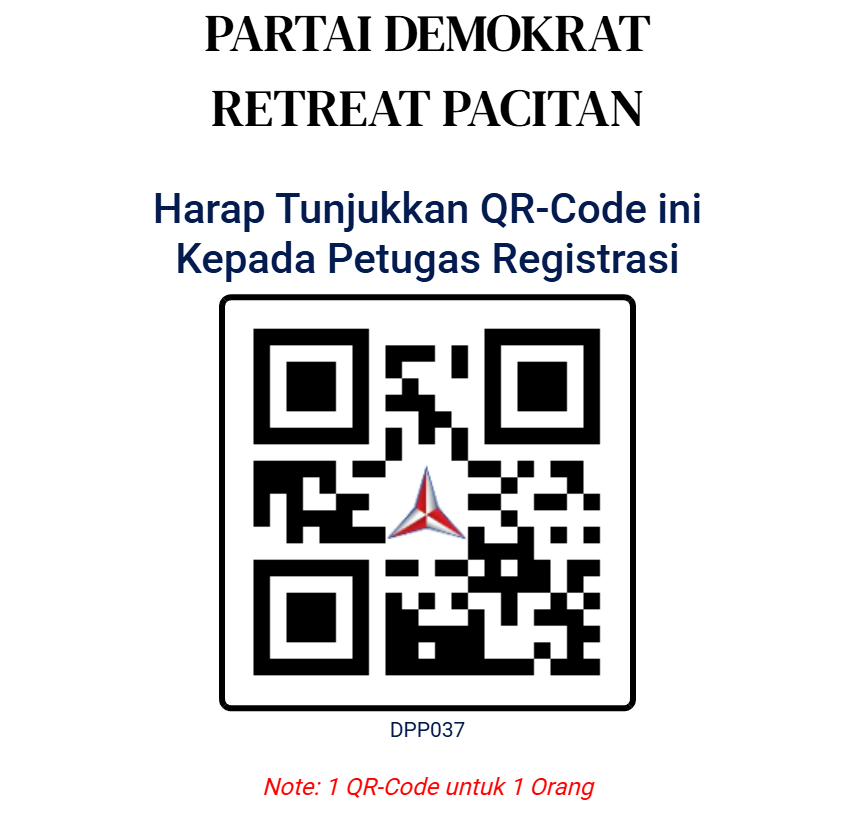 PARTAI DEMOKRAT
RETREAT PACITAN
Harap Tunjukkan QR-Code ini
Kepada Petugas Registrasi
DPP037
Note: 1 QR-Code untuk 1 Orang